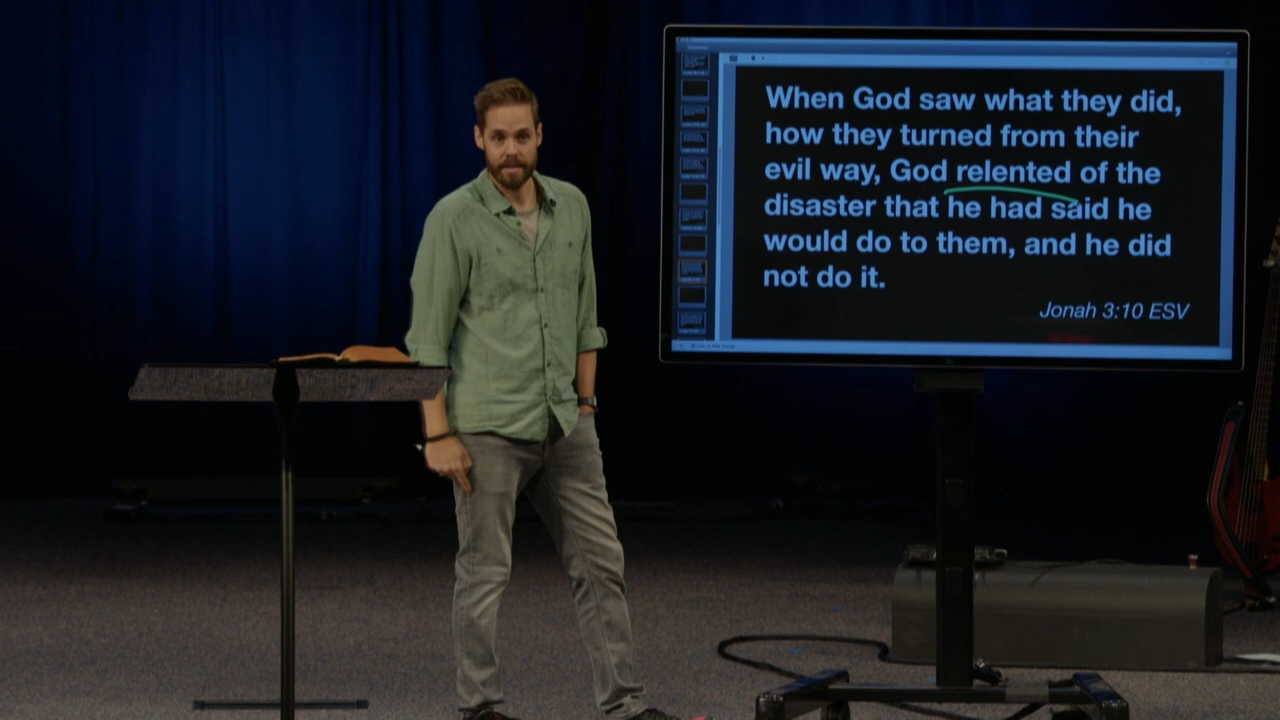 When God saw what they did,
how they turned from their
evil way, God relented of the
disaster that he had said he
would do to them, and he did
not do it.
Jonah 3:10 ESV